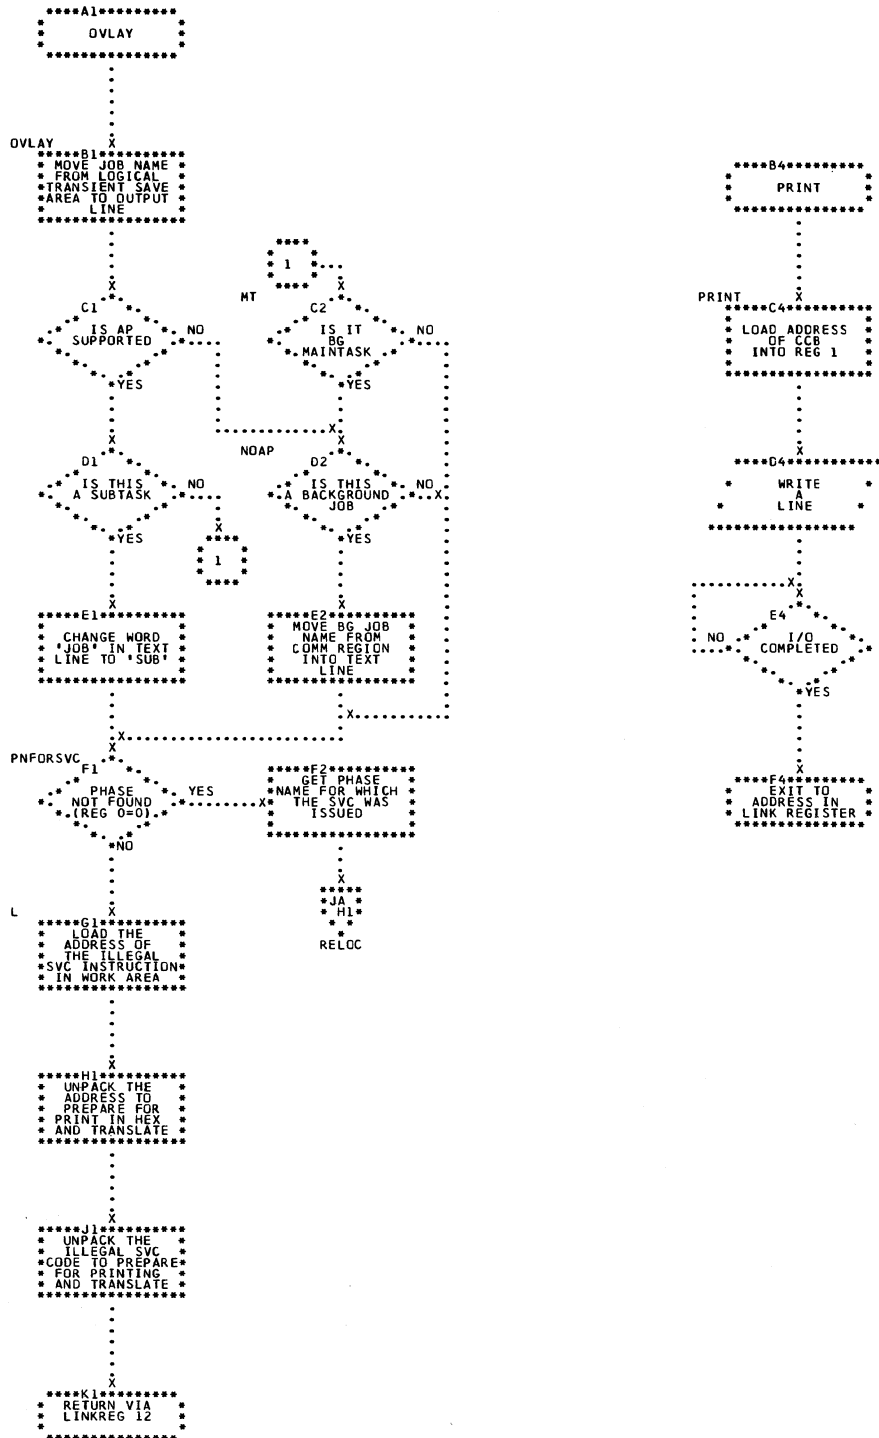 A1
OVLAY
OVLAY
B1
MOVE JOB NAME
FROM LOGICAL
TRANSIENT SAVE
AREA TO OUTPUT
LINE
C1
IS AP
SUPPORTED
NO
YES
1
MT
C2
IS IT
BG
MAINTASK
NO
YES
D1
IS THIS
A SUBTASK
NO
YES
1
NOAP
D2
IS THIS
A BACKGROUND
JOB
NO
YES
E1
CHANGE WORD
'JOB' IN TEXT
LINE TO 'SUB'
E2
MOVE BG JOB
NAME FROM
COMM REGION
INTO TEXT
LINE
PNFORSVC
F1
PHASE
NOT FOUND
(REG 0=0)
YES
NO
F2
GET PHASE
NAME FOR WHICH
THE SVC WAS
ISSUED
JA
H1
RELOC
L
G1
LOAD THE
ADDRESS OF
THE ILLEGAL
SVC INSTRUCTION
IN WORK AREA
H1
UNPACK THE
ADDRESS TO
PREPARE FOR
PRINT IN HEX
AND TRANSLATE
J1
UNPACK THE
ILLEGAL SVC
CODE TO PREPARE
FOR PRINTING
AND TRANSLATE
K1
RETURN VIA
LINKREG 12
B4
PRINT
PRINT
C4
LOAD ADDRESS
OF CCB
INTO REG 1
D4
WRITE
A
LINE
E4
I/O
COMPLETED
NO
YES
F4
EXIT TO
ADDRESS IN
LINK REGISTER